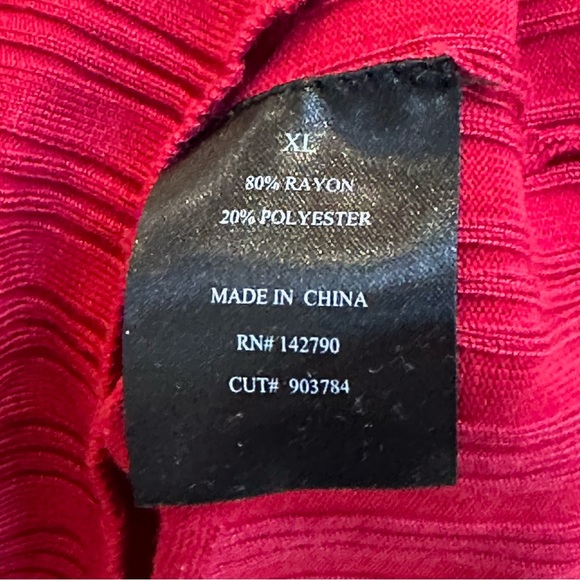 XL
80% RAYON
20% POLYESTER
MADE IN CHINA
RN# 142790
CUT# 903784